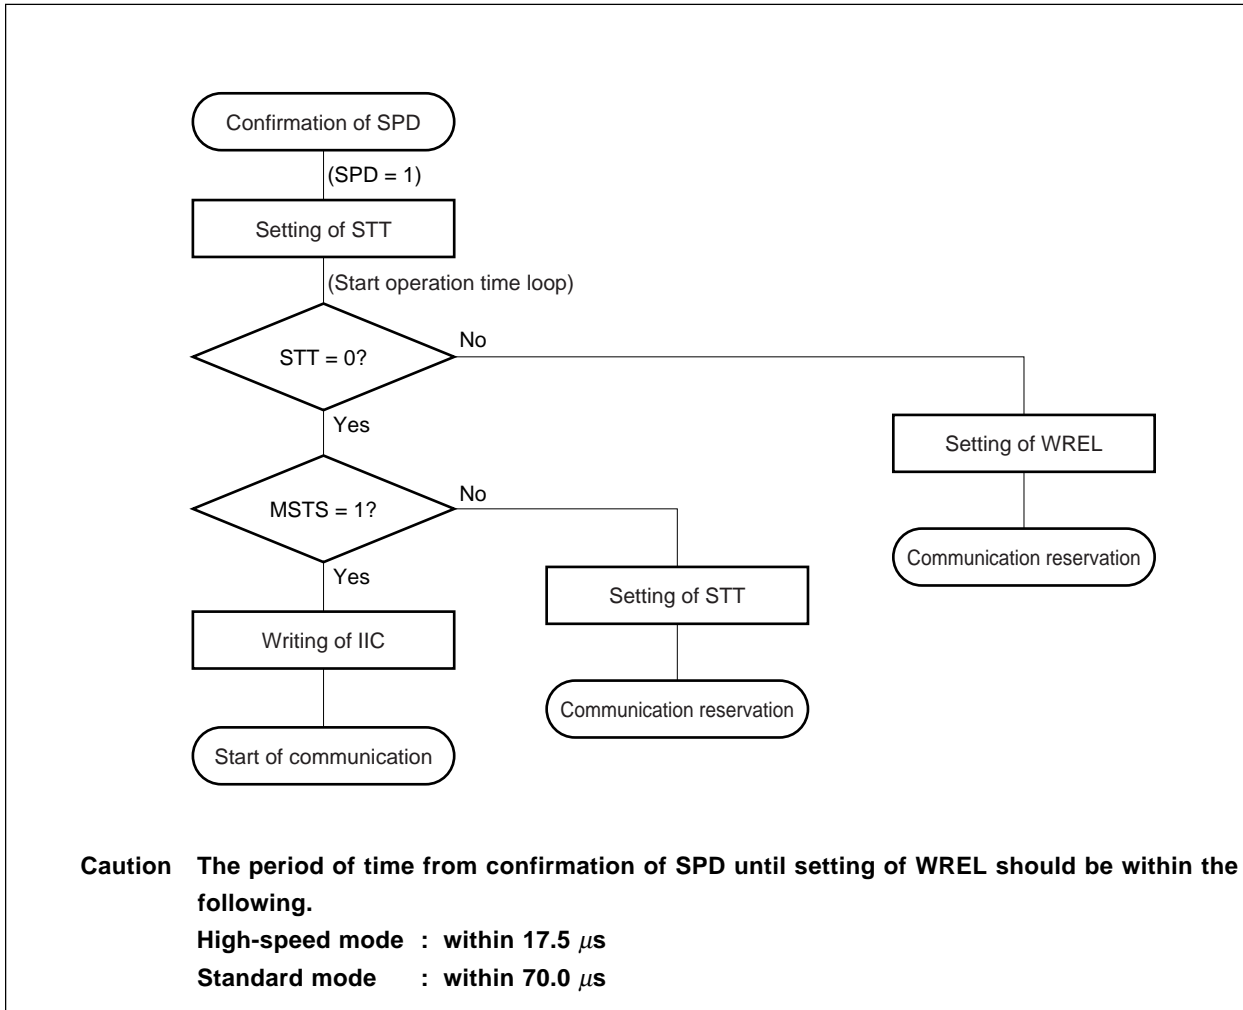 Confirmation of SPD
(SPD = 1)
Setting of STT
(Start operation time loop)
STT = 0?
No
Yes
Setting of WREL
MSTS = 1?
No
Communication reservation
Yes
Setting of STT
Writing of IIC
Communication reservation
Start of communication
Caution The period of time from confirmation of SPD until setting of WREL should be within the
following.
High-speed mode : within 17.5 μs
Standard mode : within 70.0 μs